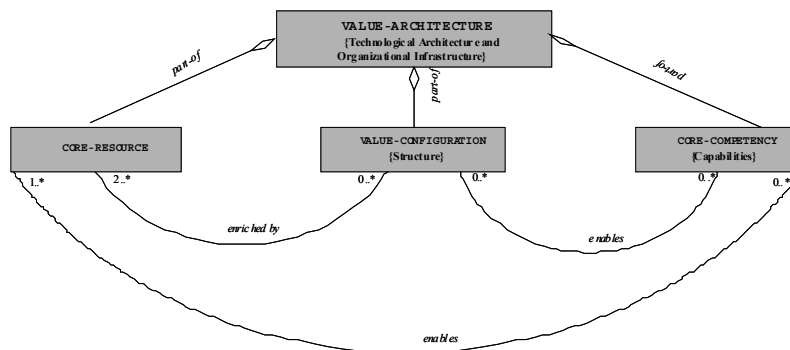 VALUE-ARCHITECTURE
{Technological Architecture and
Organizational Infrastructure}
part-of
part-of
part-of
CORE-RESOURCE
VALUE-CONFIGURATION
{Structure}
CORE-COMPETENCY
{Capabilities}
1..*
2..*
0..*
0..*
0..*
0..*
enriched by
enables
enables